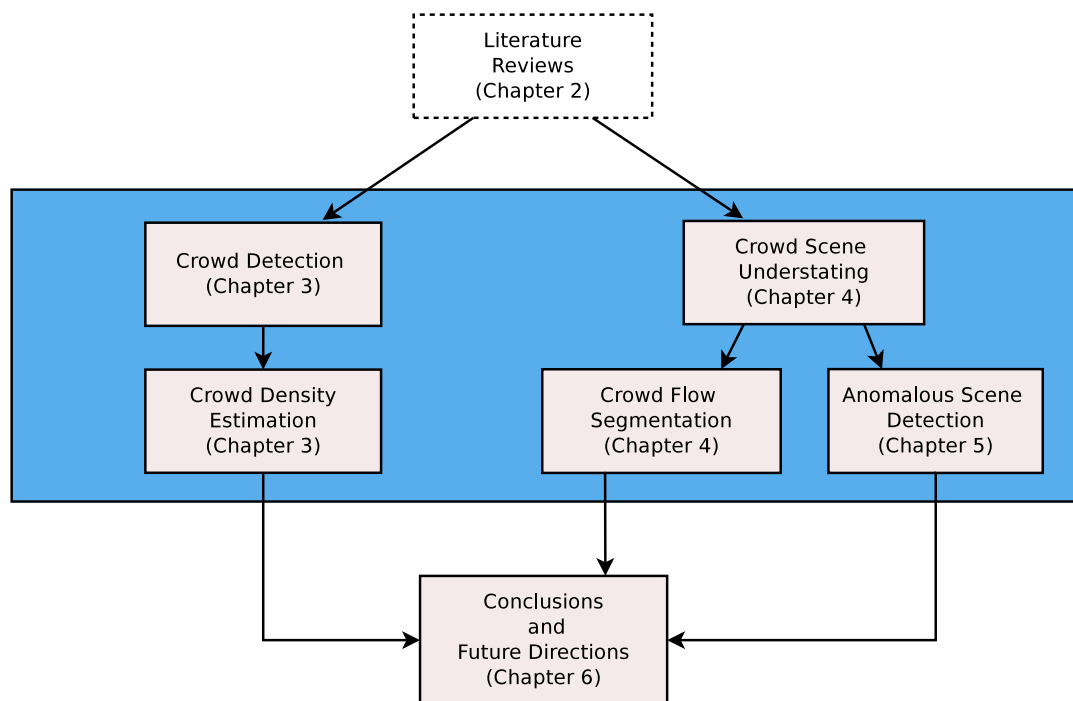 Literature
Reviews
(Chapter 2)
Crowd Detection
(Chapter 3)
Crowd Scene
Understating
(Chapter 4)
Crowd Density
Estimation
(Chapter 3)
Crowd Flow
Segmentation
(Chapter 4)
Anomalous Scene
Detection
(Chapter 5)
Conclusions
and
Future Directions
(Chapter 6)